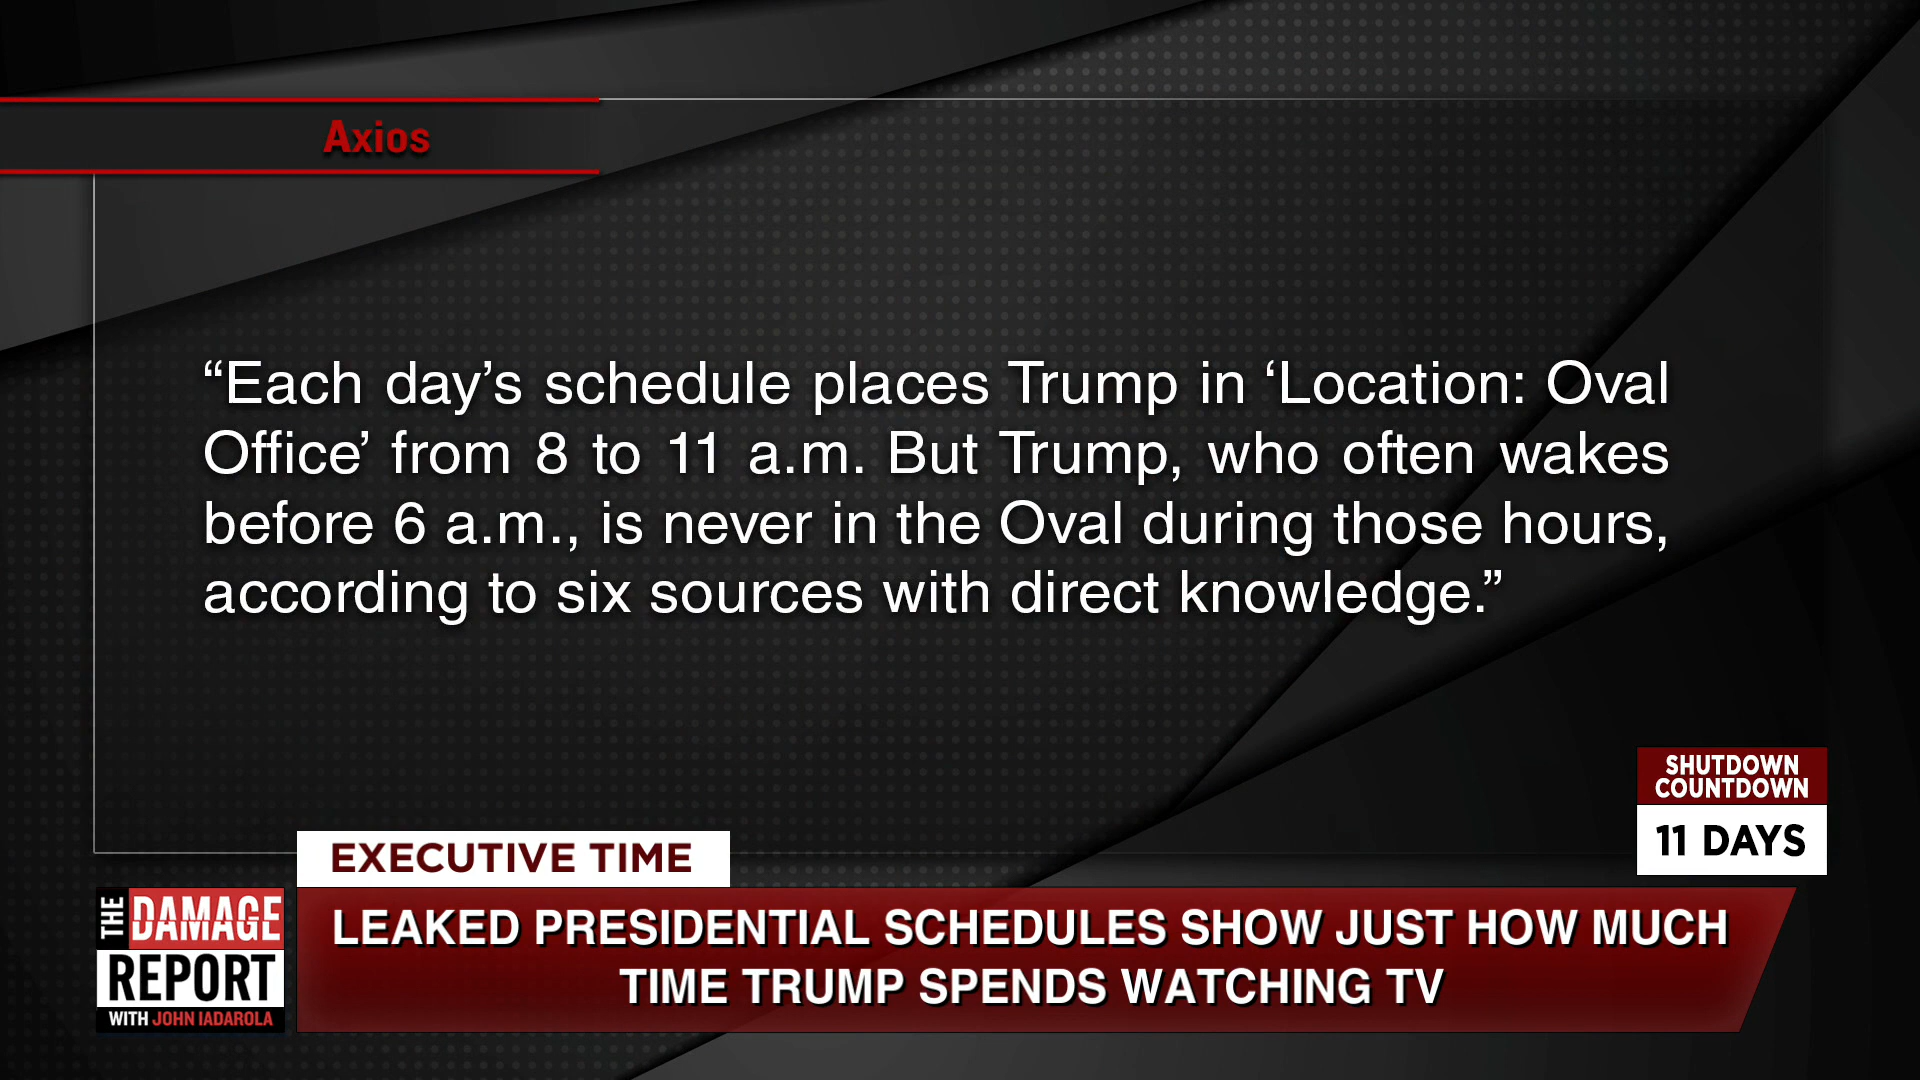 Axios
“Each day’s schedule places Trump in ‘Location: Oval
Office’ from 8 to 11 a.m. But Trump, who often wakes
before 6 a.m., is never in the Oval during those hours,
according to six sources with direct knowledge.”
SHUTDOWN
COUNTDOWN
11 DAYS
EXECUTIVE TIME
LEAKED PRESIDENTIAL SCHEDULES SHOW JUST HOW MUCH
TIME TRUMP SPENDS WATCHING TV
THE
DAMAGE
REPORT
WITH JOHN IADAROLA